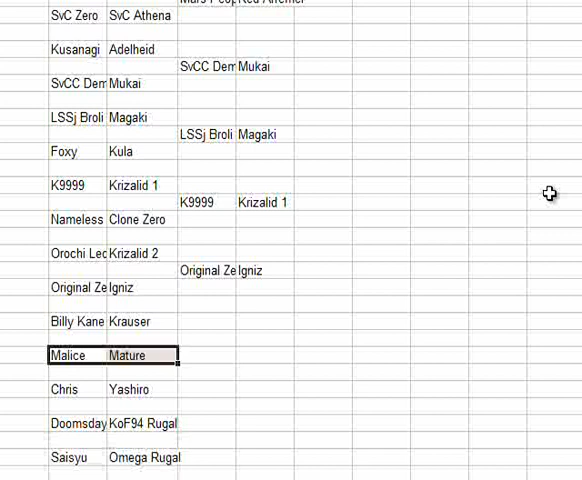 SvC Zero SvC Athena
Kusanagi Adelheid
SvCC Dem Mukai
SvCC Dem Mukai
LSSj Broli Magaki
LSSj Broli Magaki
Foxy Kula
K9999 Krizalid 1
K9999 Krizalid 1
Nameless Clone Zero
Orochi Lec Krizalid 2
Original Ze Igniz
Original Ze Igniz
Billy Kane Krauser
Malice Mature
Chris Yashiro
Doomsday KoF94 Rugal
Saisyu Omega Rugal